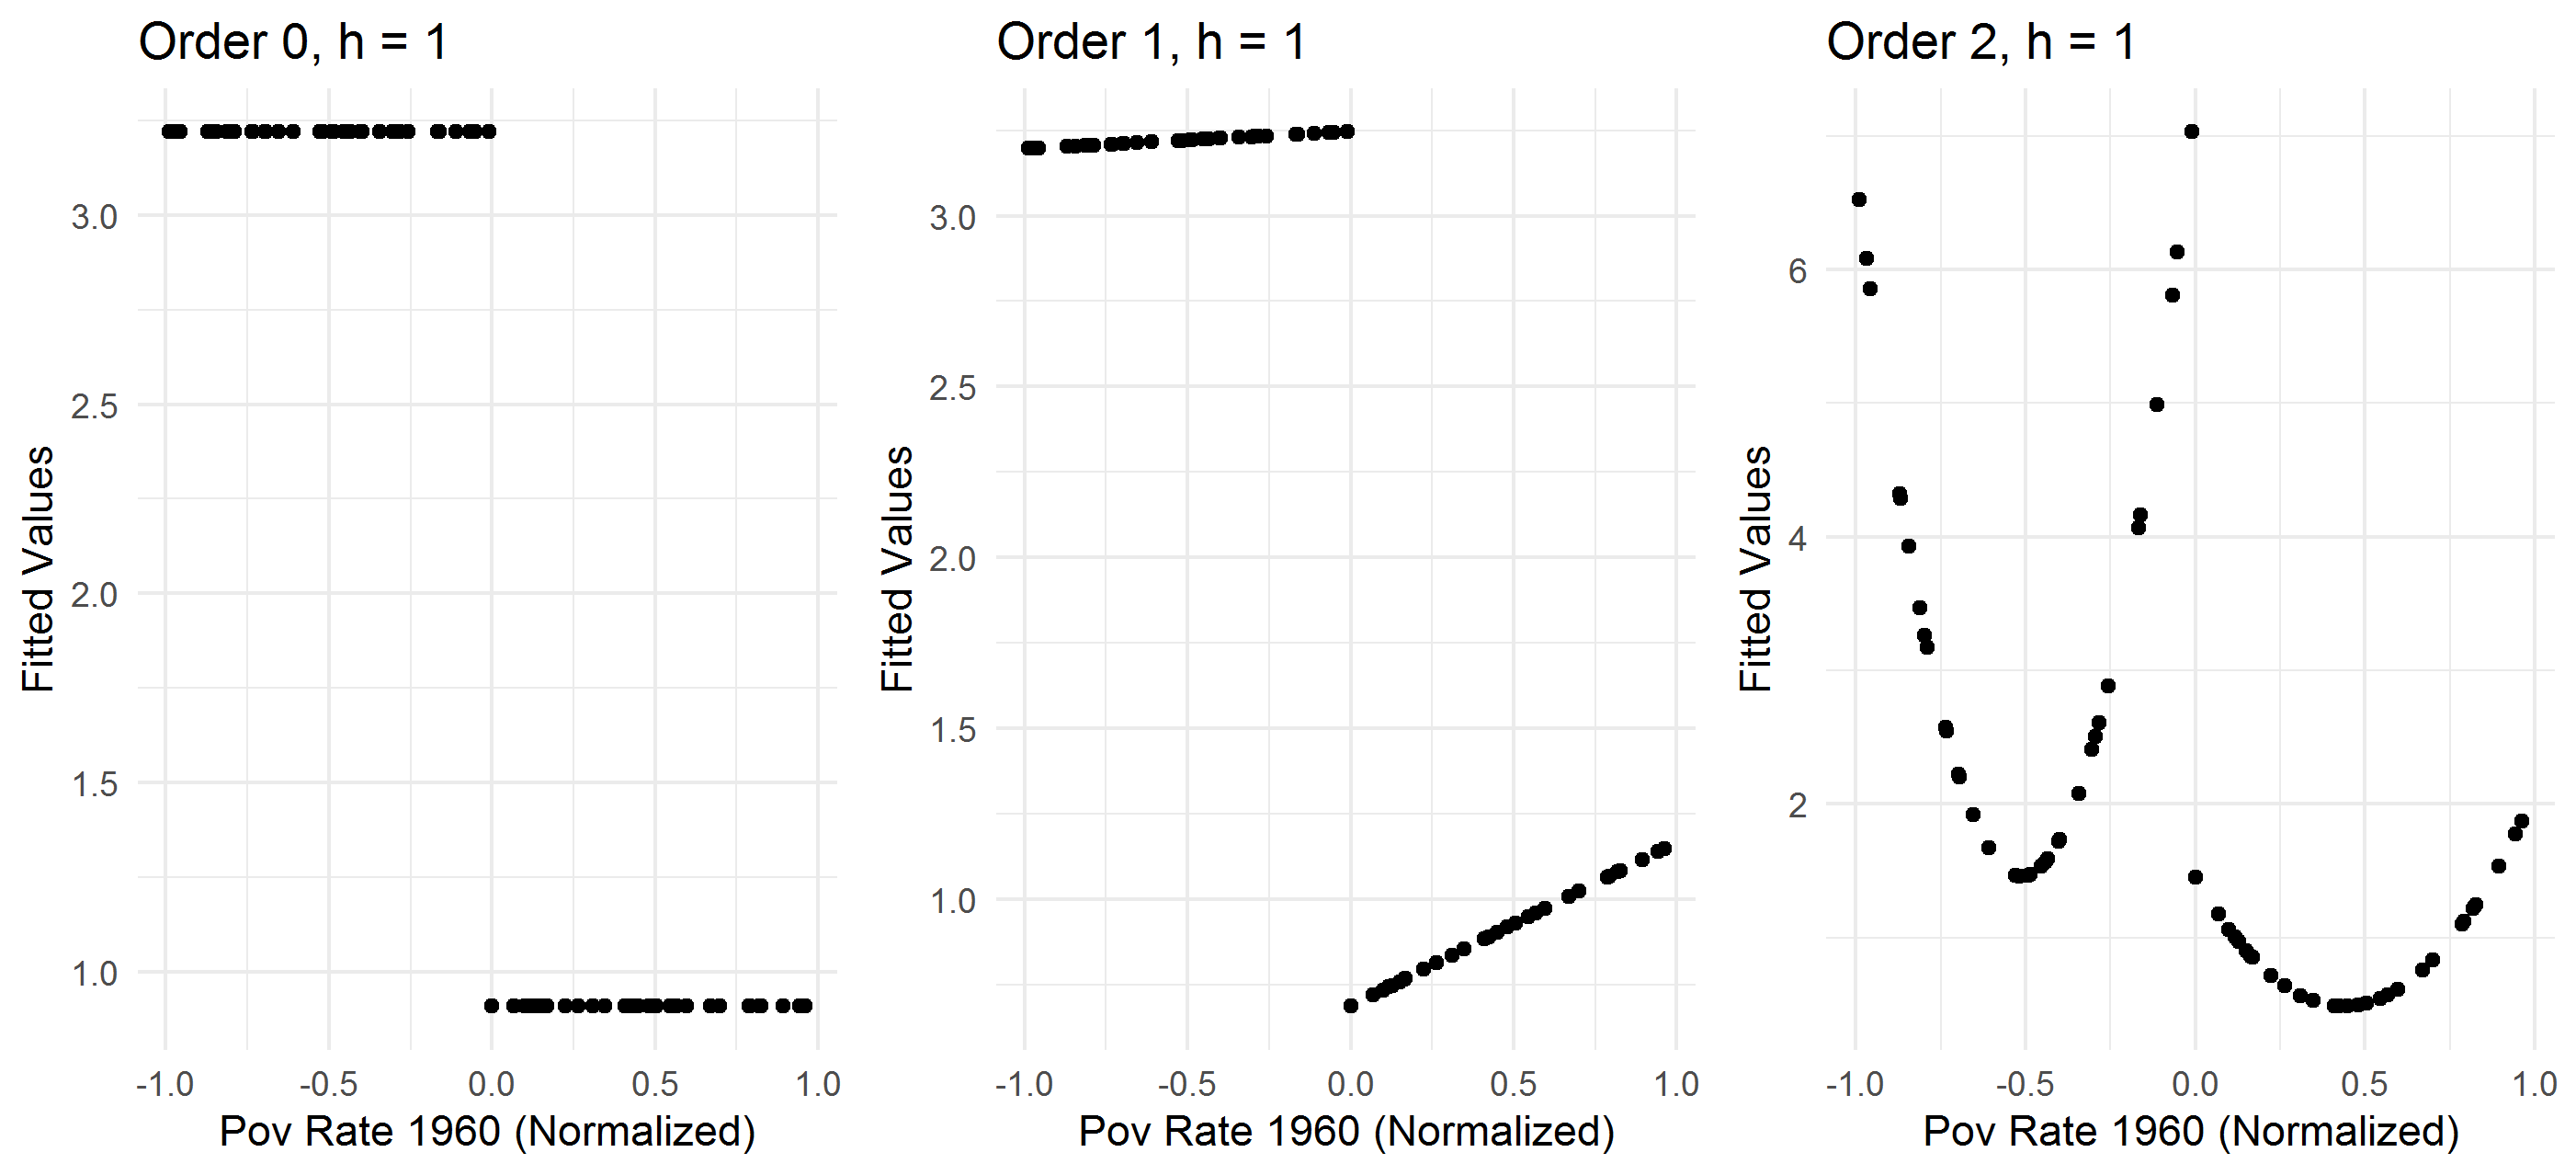 Order 0, h = 1
Fitted Values
3.0
2.5
2.0
1.5
1.0
-1.0 -0.5 0.0 0.5 1.0
Pov Rate 1960 (Normalized)
Order 1, h = 1
Fitted Values
3.0
2.5
2.0
1.5
1.0
-1.0 -0.5 0.0 0.5 1.0
Pov Rate 1960 (Normalized)
Order 2, h = 1
Fitted Values
6
4
2
-1.0 -0.5 0.0 0.5 1.0
Pov Rate 1960 (Normalized)